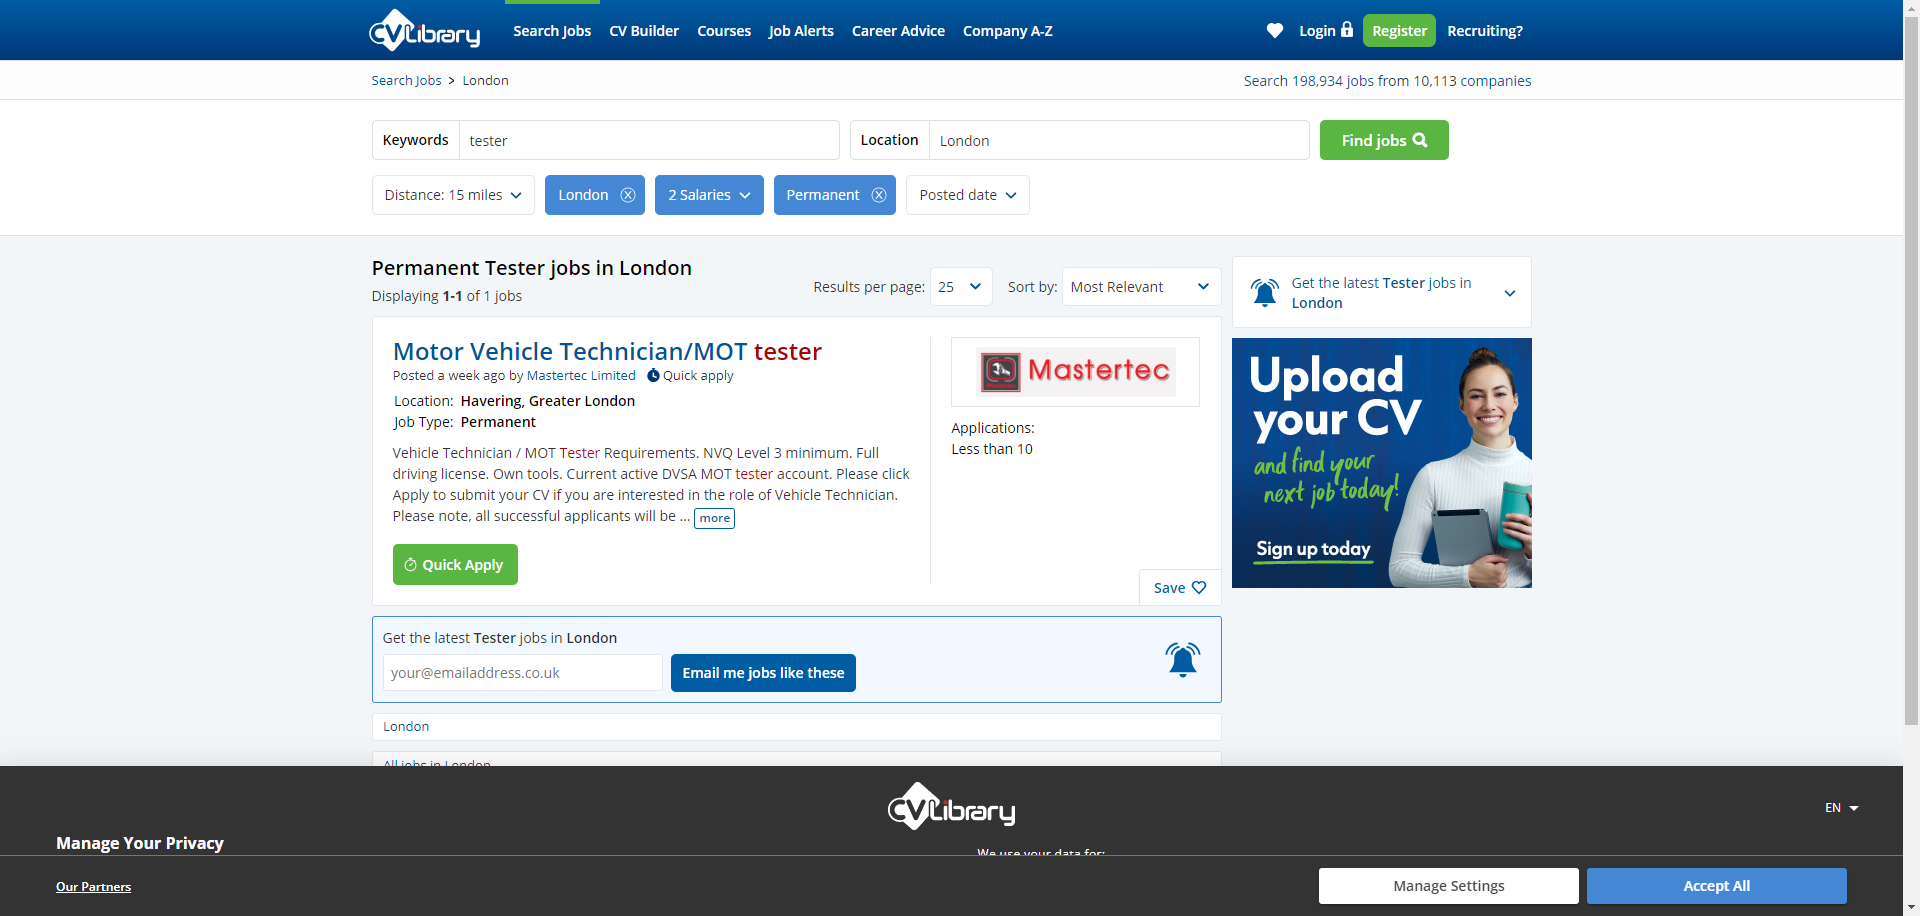 CVLibrary
Search Jobs CV Builder Courses Job Alerts Career Advice Company A-Z
Login Register Recruiting?
Search Jobs > London
Search 198,934 jobs from 10,113 companies
Keywords tester
Location London
Find jobs
Distance: 15 miles London 2 Salaries Permanent Posted date
Permanent Tester jobs in London
Displaying 1-1 of 1 jobs
Results per page: 25 Sort by: Most Relevant
Motor Vehicle Technician/MOT tester
Posted a week ago by Mastertec Limited Quick apply
Location: Havering, Greater London
Job Type: Permanent
Vehicle Technician / MOT Tester Requirements. NVQ Level 3 minimum. Full
driving license. Own tools. Current active DVSA MOT tester account. Please click
Apply to submit your CV if you are interested in the role of Vehicle Technician.
Please note, all successful applicants will be ... more
Quick Apply
Mastertec
Applications:
Less than 10
Save
Get the latest Tester jobs in
London
Upload
your CV
and find your
next job today!
Sign up today
Get the latest Tester jobs in London
your@emailaddress.co.uk
Email me jobs like these
London
All jobs in London
CVLibrary
EN
Manage Your Privacy
We use your data for:
Our Partners
Manage Settings
Accept All